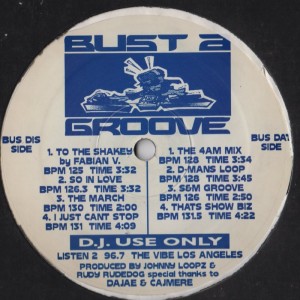 BUST A
GROOVE
BUS DIS
SIDE
1. TO THE SHAKEY
by FABIAN V.
BPM 125 TIME 3:32
2. SO IN LOVE
BPM 126.3 TIME 3:32
3. THE MARCH
BPM 130 TIME 2:00
4. I JUST CANT STOP
BPM 131 TIME 4:09
BUS DAT
SIDE
1. THE 4AM MIX
BPM 128 TIME 3:34
2. D-MANS LOOP
BPM 128 TIME 3:38
3. S&M GROOVE
BPM 126 TIME 2:50
4. THATS SHOW BIZ
BPM 131.5 TIME 4:22
D.J. USE ONLY
LISTEN 2 96.7 THE VIBE LOS ANGELES
PRODUCED BY JOHNNY LOOPZ &
RUDY RUDEDOG special thanks to
DAJAE & CAJMERE